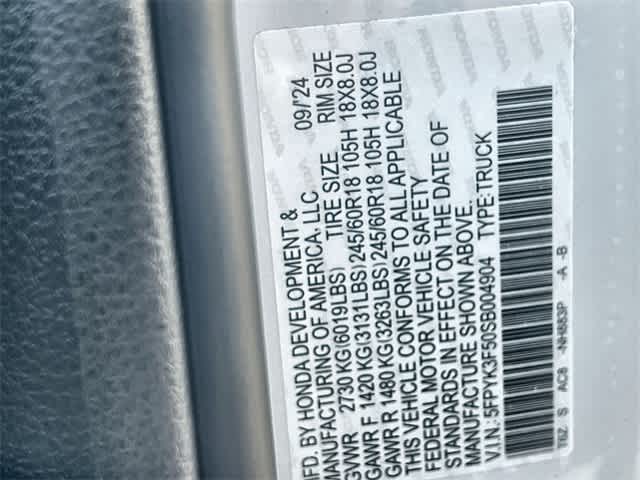 MFD. BY HONDA DEVELOPMENT &
MANUFACTURING OF AMERICA, LLC. 09/'24
GVWR 2730 KG(6019LBS) TIRE SIZE RIM SIZE
GAWR F 1420 KG(3131LBS) 245/60R18 105H 18X8.0J
GAWR R 1480 KG(3263LBS) 245/60R18 105H 18X8.0J
THIS VEHICLE CONFORMS TO ALL APPLICABLE
FEDERAL MOTOR VEHICLE SAFETY
STANDARDS IN EFFECT ON THE DATE OF
MANUFACTURE SHOWN ABOVE.
V.I.N.: 5FPYK3F50SB004904 TYPE:TRUCK
TIZ S AC8 -NH883P -A -B